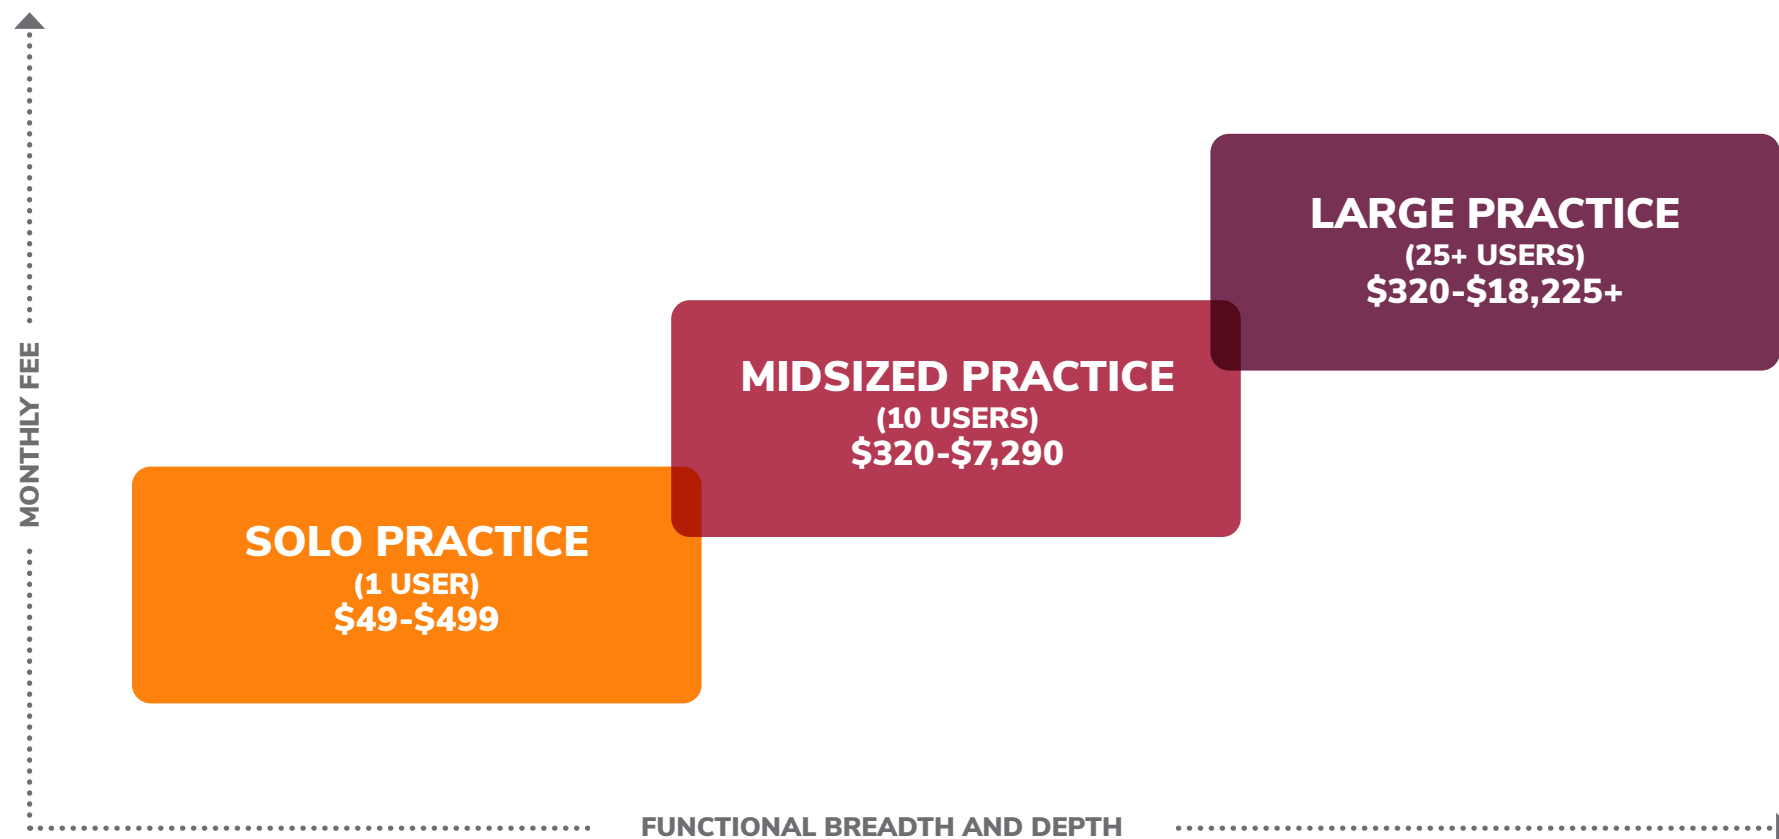 MONTHLY FEE
LARGE PRACTICE
(25+ USERS)
$320-$18,225+
MIDSIZED PRACTICE
(10 USERS)
$320-$7,290
SOLO PRACTICE
(1 USER)
$49-$499
FUNCTIONAL BREADTH AND DEPTH